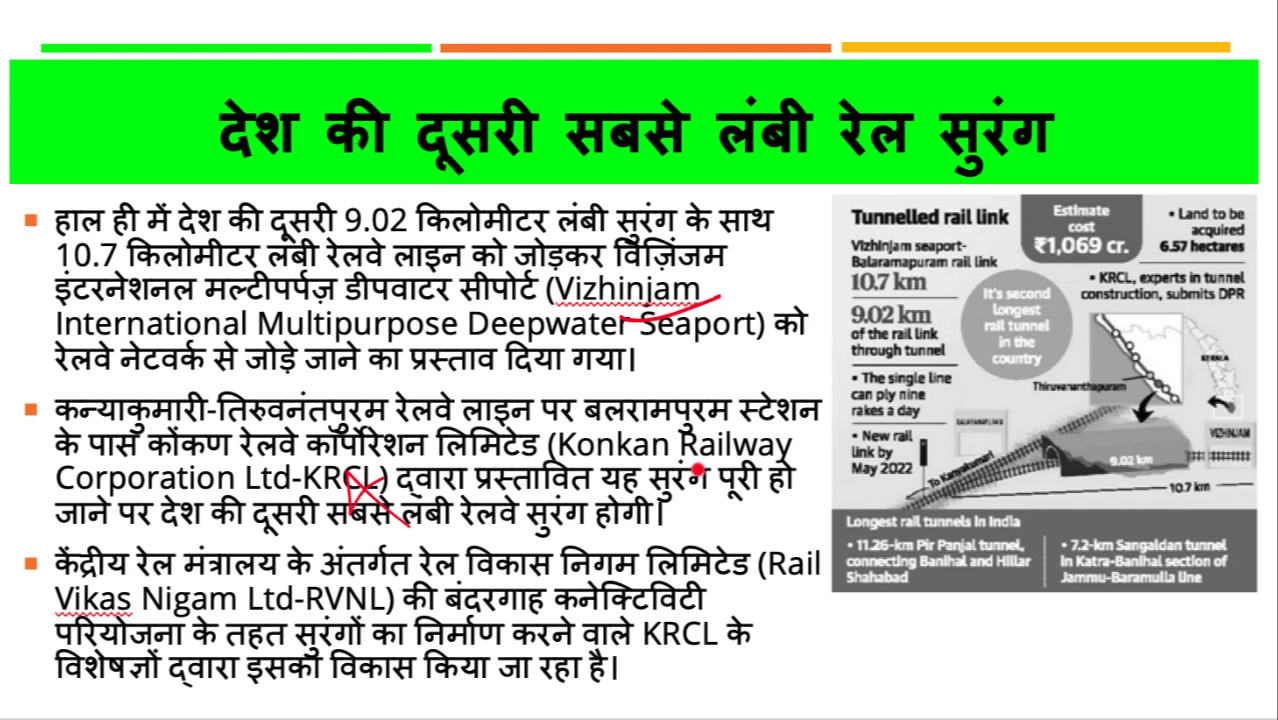 देश की दूसरी सबसे लंबी रेल सुरंग
हाल ही में देश की दूसरी 9.02 किलोमीटर लंबी सुरंग के साथ
10.7 किलोमीटर लंबी रेलवे लाइन को जोड़कर विज़िंजम
इंटरनेशनल मल्टीपर्पज़ डीपवाटर सीपोर्ट (Vizhinjam
International Multipurpose Deepwater Seaport) को
रेलवे नेटवर्क से जोड़े जाने का प्रस्ताव दिया गया।
कन्याकुमारी-तिरुवनंतपुरम रेलवे लाइन पर बलरामपुरम स्टेशन
के पास कोंकण रेलवे कॉर्पोरेशन लिमिटेड (Konkan Railway
Corporation Ltd-KRCL) द्वारा प्रस्तावित यह सुरंग पूरी हो
जाने पर देश की दूसरी सबसे लंबी रेलवे सुरंग होगी।
केंद्रीय रेल मंत्रालय के अंतर्गत रेल विकास निगम लिमिटेड (Rail
Vikas Nigam Ltd-RVNL) की बंदरगाह कनेक्टिविटी
परियोजना के तहत सुरंगों का निर्माण करने वाले KRCL के
विशेषज्ञों द्वारा इसका विकास किया जा रहा है।
Tunnelled rail link
Vizhinjam seaport-
Balaramapuram rail link
10.7 km
9.02 km
of the rail link
through tunnel
• The single line
can ply nine
rakes a day
• New rail
link by
May 2022
Estimate
cost
₹1,069 cr.
• Land to be
acquired
6.57 hectares
• KRCL, experts in tunnel
construction, submits DPR
It's second
longest
rail tunnel
in the
country
KERALA
Thiruvananthapuram
BALARAMAPURAM
VIZHINJAM
To Kanyakumari
9.02 km
10.7 km
Longest rail tunnels in India
• 11.26-km Pir Panjal tunnel,
connecting Banihal and Hillar
Shahabad
• 7.2-km Sangaldan tunnel
in Katra-Banihal section of
Jammu-Baramulla line